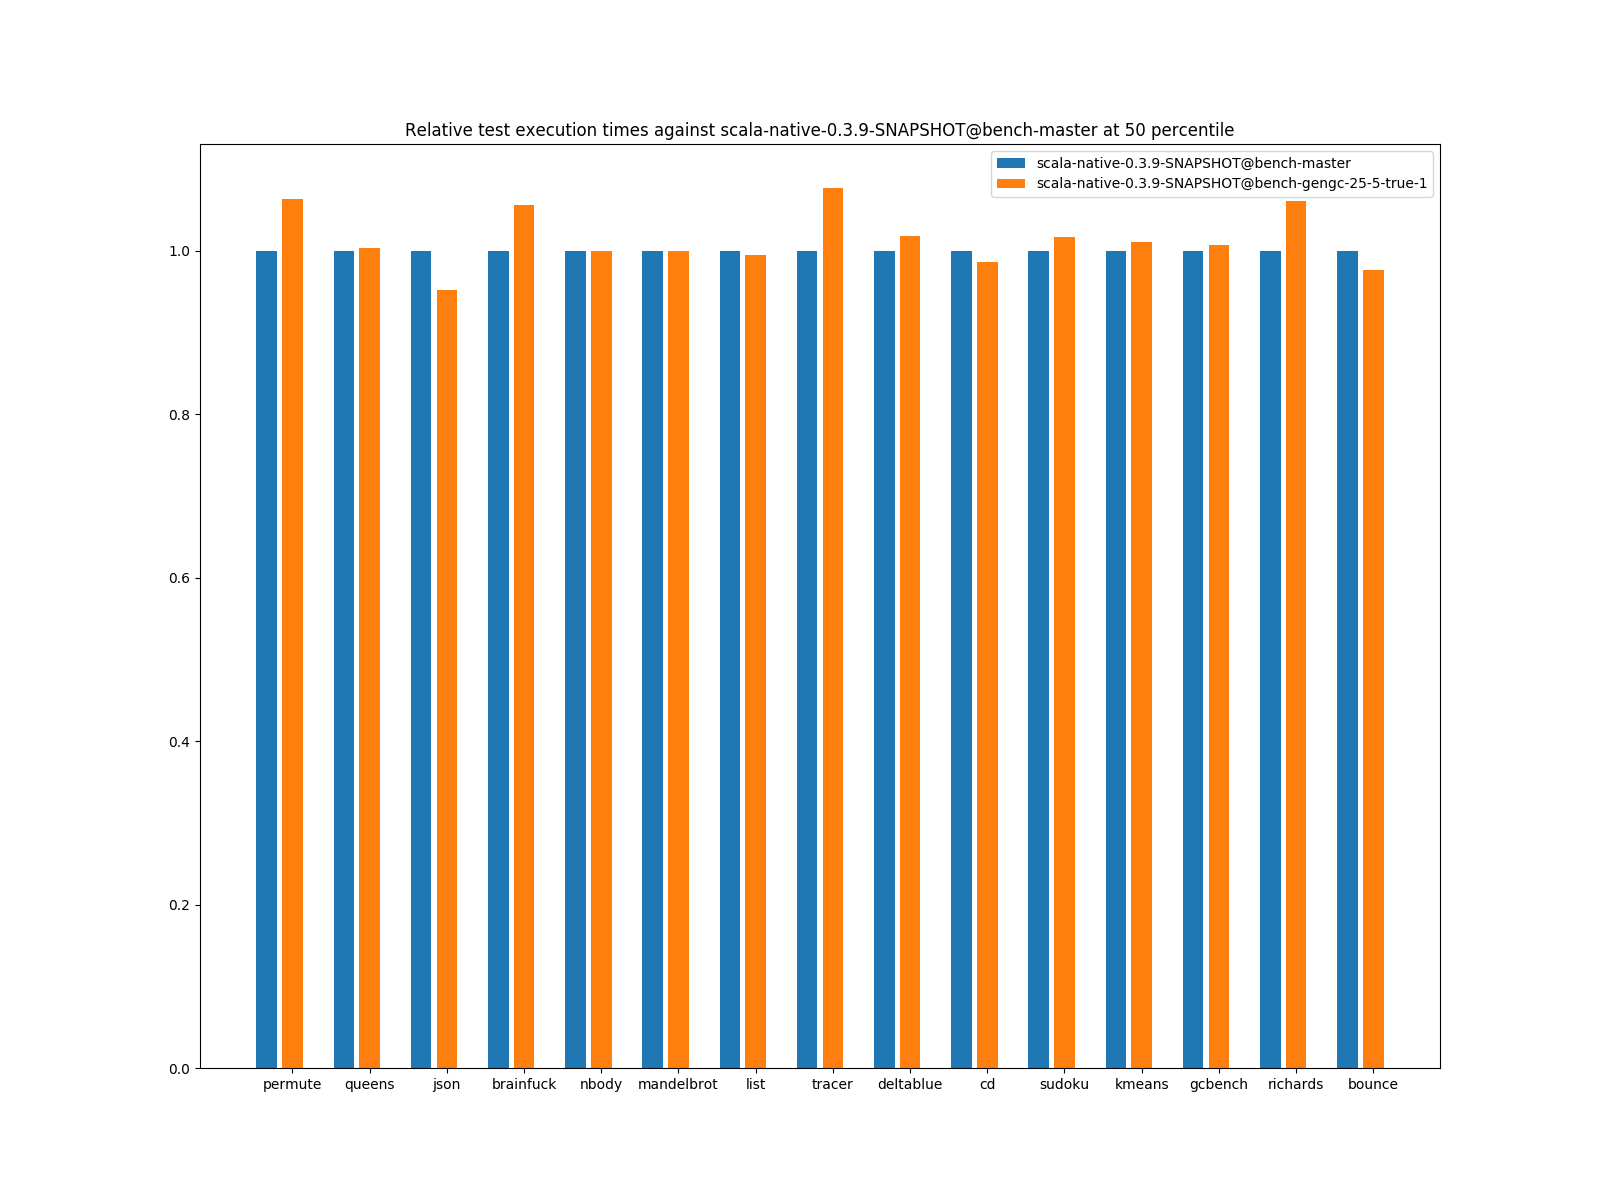 Relative test execution times against scala-native-0.3.9-SNAPSHOT@bench-master at 50 percentile
scala-native-0.3.9-SNAPSHOT@bench-master
scala-native-0.3.9-SNAPSHOT@bench-gengc-25-5-true-1
1.0
0.8
0.6
0.4
0.2
0.0
permute queens json brainfuck nbody mandelbrot list tracer deltablue cd sudoku kmeans gcbench richards bounce